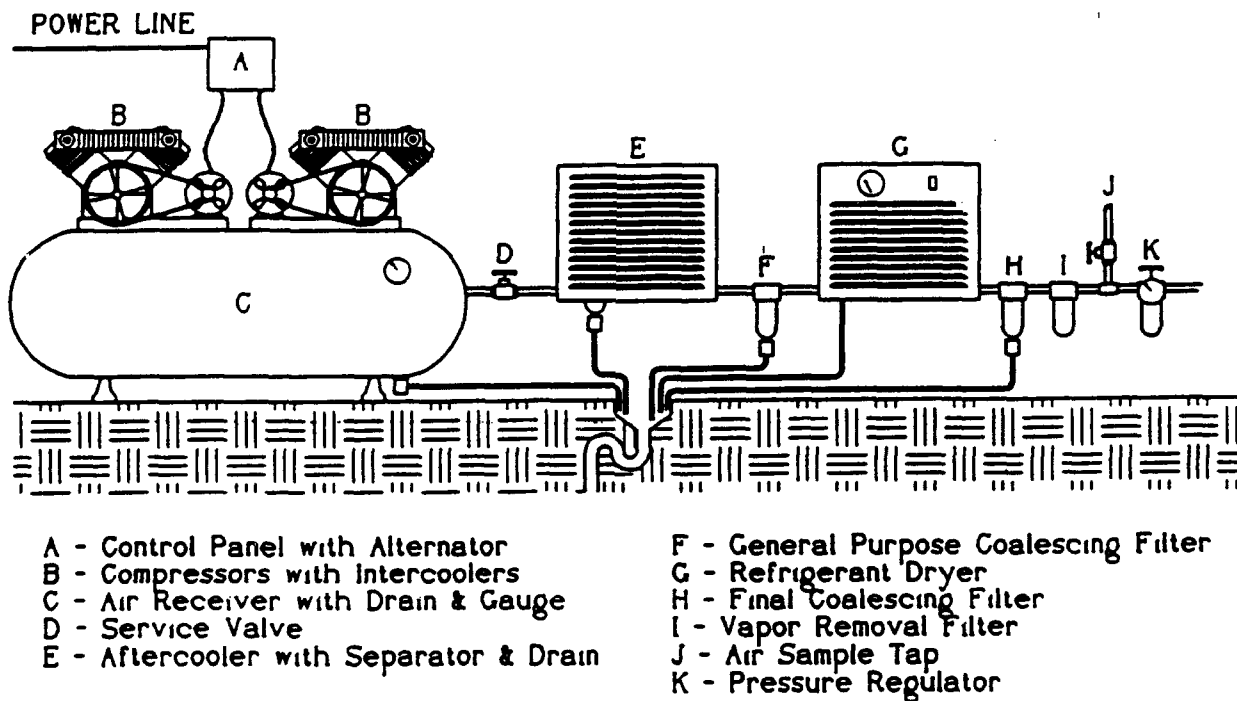 POWER LINE
A
B
B
E
G
J
D
F
H
I
K
C
A - Control Panel with Alternator
B - Compressors with Intercoolers
C - Air Receiver with Drain & Gauge
D - Service Valve
E - Aftercooler with Separator & Drain
F - General Purpose Coalescing Filter
G - Refrigerant Dryer
H - Final Coalescing Filter
I - Vapor Removal Filter
J - Air Sample Tap
K - Pressure Regulator